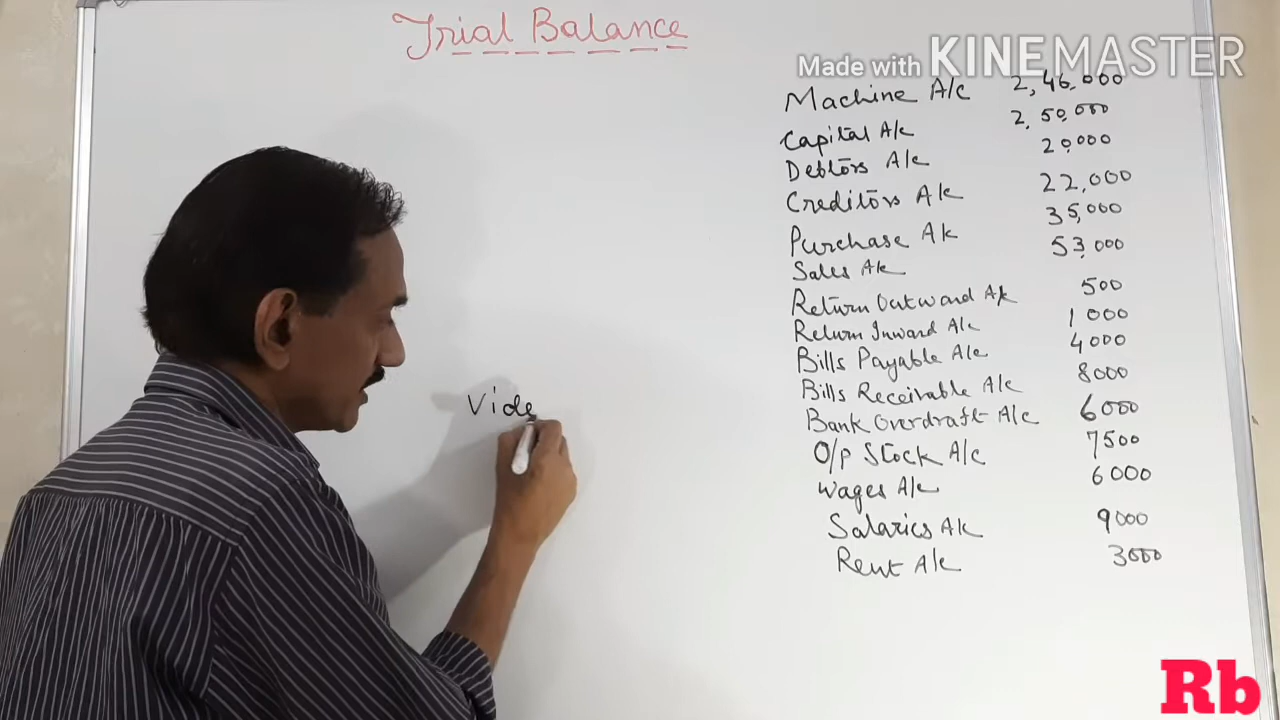 Trial Balance
Made with KINEMASTER
Machine A/c 2,46,000
Capital A/c 2,50,000
Debtors A/c 20,000
Creditors A/c 22,000
Purchase A/c 35,000
Sales A/c 53,000
Return Outward A/c 500
Return Inward A/c 1000
Bills Payable A/c 4000
Bills Receivable A/c 8000
Bank Overdraft A/c 6000
O/p Stock A/c 7500
Wages A/c 6000
Salaries A/c 9000
Rent A/c 3000
Vide
Rb